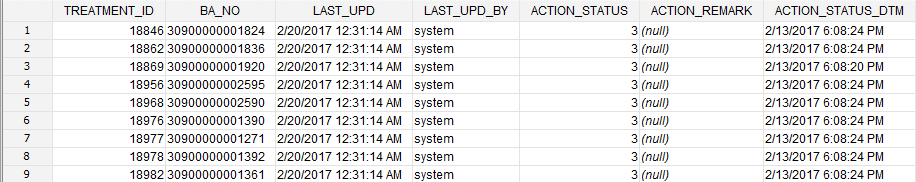 TREATMENT_ID BA_NO LAST_UPD LAST_UPD_BY ACTION_STATUS ACTION_REMARK ACTION_STATUS_DTM
1 18846 30900000001824 2/20/2017 12:31:14 AM system 3 (null) 2/13/2017 6:08:24 PM
2 18862 30900000001836 2/20/2017 12:31:14 AM system 3 (null) 2/13/2017 6:08:24 PM
3 18869 30900000001920 2/20/2017 12:31:14 AM system 3 (null) 2/13/2017 6:08:20 PM
4 18956 30900000002595 2/20/2017 12:31:14 AM system 3 (null) 2/13/2017 6:08:24 PM
5 18968 30900000002590 2/20/2017 12:31:14 AM system 3 (null) 2/13/2017 6:08:24 PM
6 18976 30900000001390 2/20/2017 12:31:14 AM system 3 (null) 2/13/2017 6:08:24 PM
7 18977 30900000001271 2/20/2017 12:31:14 AM system 3 (null) 2/13/2017 6:08:24 PM
8 18978 30900000001392 2/20/2017 12:31:14 AM system 3 (null) 2/13/2017 6:08:24 PM
9 18982 30900000001361 2/20/2017 12:31:14 AM system 3 (null) 2/13/2017 6:08:24 PM